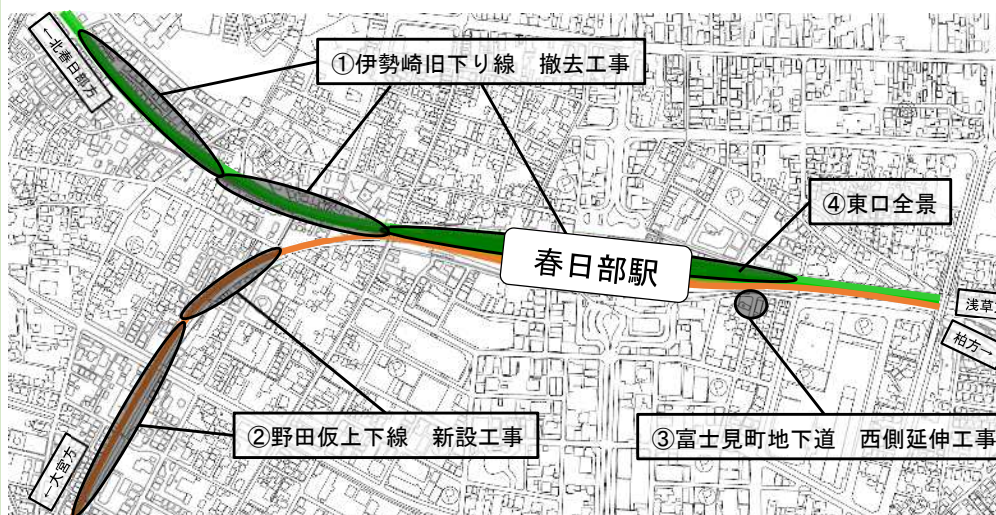 ←北春日部方
①伊勢崎旧下り線　撤去工事
④東口全景
春日部駅
浅草
柏方→
②野田仮上下線　新設工事
③富士見町地下道　西側延伸工事
←大宮方